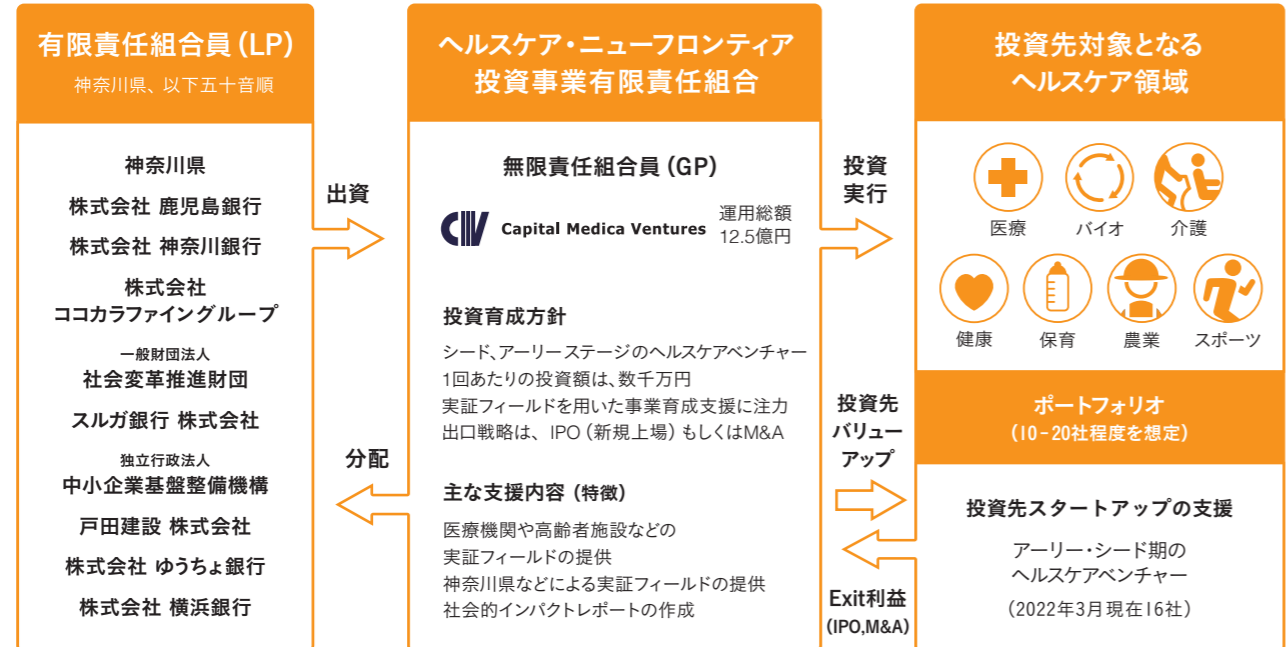 有限責任組合員(LP)
神奈川県、以下五十音順
神奈川県
株式会社 鹿児島銀行
株式会社 神奈川銀行
株式会社
ココカラファイングループ
一般財団法人
社会変革推進財団
スルガ銀行 株式会社
独立行政法人
中小企業基盤整備機構
戸田建設 株式会社
株式会社 ゆうちょ銀行
株式会社 横浜銀行
出資
分配
ヘルスケア・ニューフロンティア
投資事業有限責任組合
無限責任組合員(GP)
CMV Capital Medica Ventures
運用総額
12.5億円
投資育成方針
シード、アーリーステージのヘルスケアベンチャー
1回あたりの投資額は、数千万円
実証フィールドを用いた事業育成支援に注力
出口戦略は、IPO(新規上場)もしくはM&A
主な支援内容(特徴)
医療機関や高齢者施設などの
実証フィールドの提供
神奈川県などによる実証フィールドの提供
社会的インパクトレポートの作成
投資
実行
投資先
バリュー
アップ
Exit利益
(IPO,M&A)
投資先対象となる
ヘルスケア領域
医療 バイオ 介護
健康 保育 農業 スポーツ
ポートフォリオ
(10-20社程度を想定)
投資先スタートアップの支援
アーリー・シード期の
ヘルスケアベンチャー
(2022年3月現在16社)